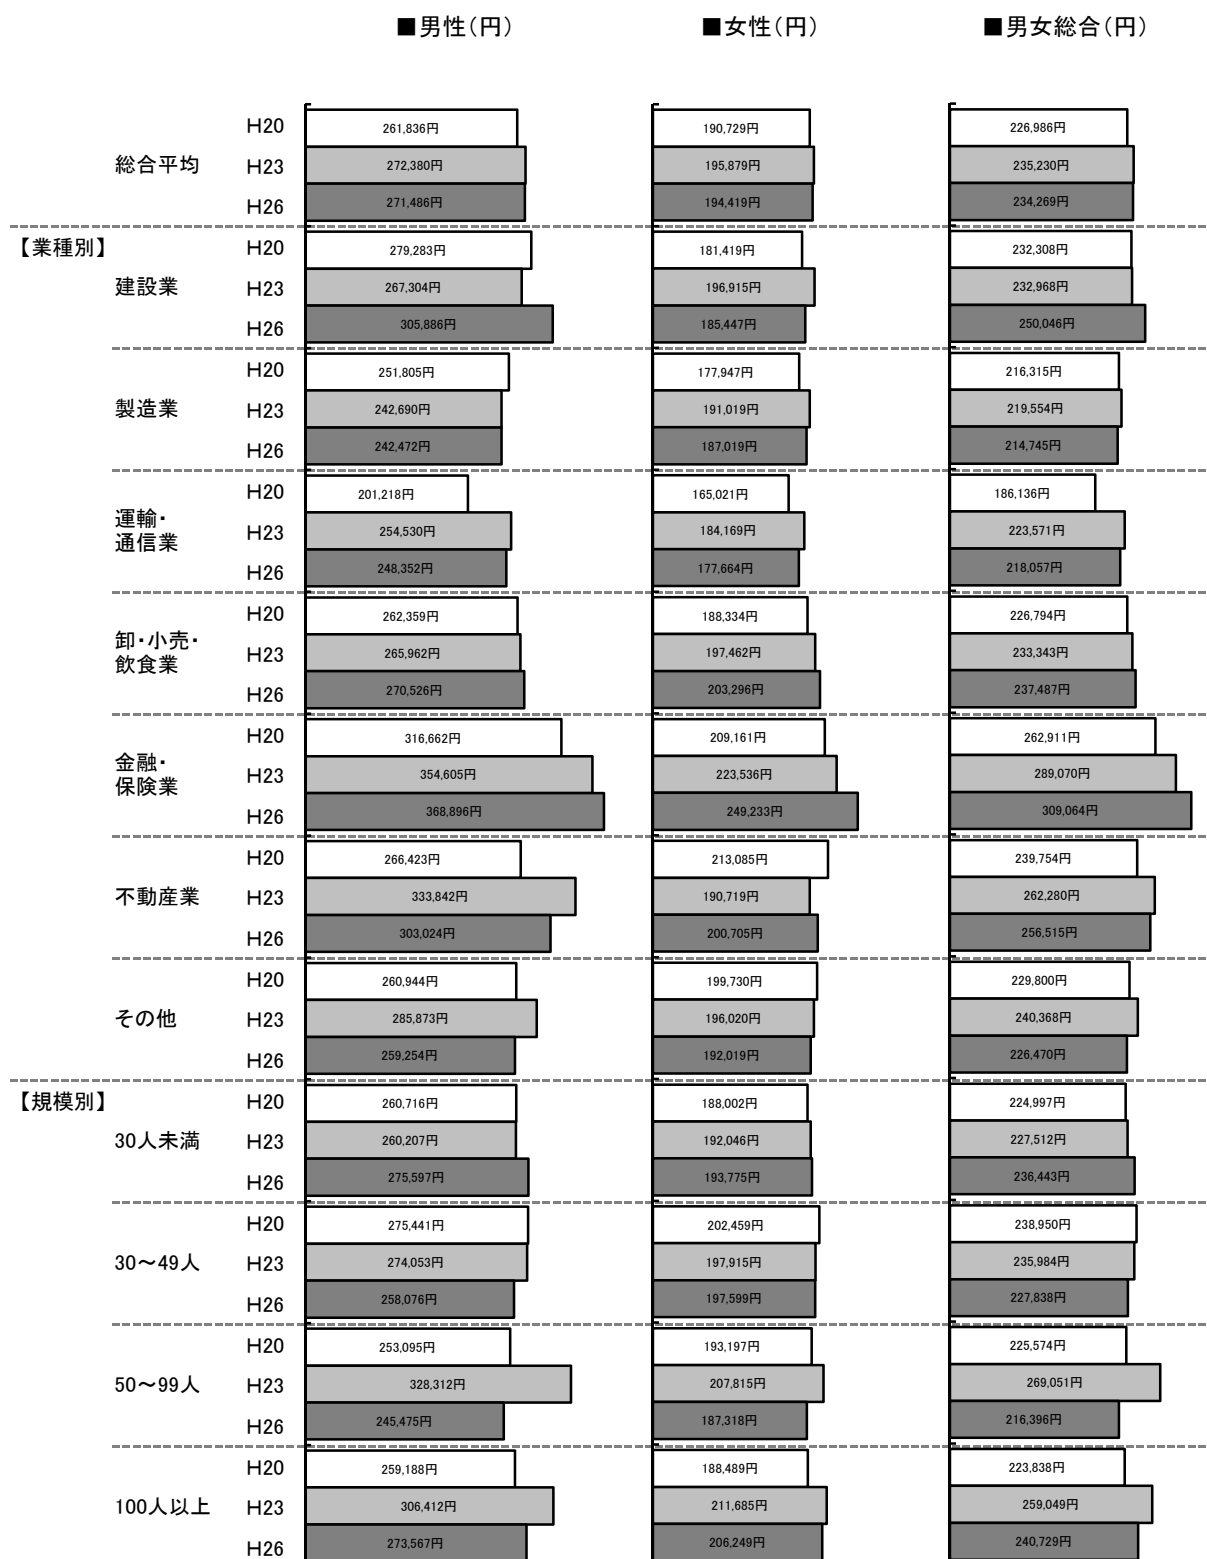 ■男性(円) ■女性(円) ■男女総合(円)
H20 261,836円 190,729円 226,986円
総合平均 H23 272,380円 195,879円 235,230円
H26 271,486円 194,419円 234,269円
【業種別】 H20 279,283円 181,419円 232,308円
建設業 H23 267,304円 196,915円 232,968円
H26 305,886円 185,447円 250,046円
H20 251,805円 177,947円 216,315円
製造業 H23 242,690円 191,019円 219,554円
H26 242,472円 187,019円 214,745円
H20 201,218円 165,021円 186,136円
運輸・
通信業 H23 254,530円 184,169円 223,571円
H26 248,352円 177,664円 218,057円
H20 262,359円 188,334円 226,794円
卸・小売・
飲食業 H23 265,962円 197,462円 233,343円
H26 270,526円 203,296円 237,487円
H20 316,662円 209,161円 262,911円
金融・
保険業 H23 354,605円 223,536円 289,070円
H26 368,896円 249,233円 309,064円
H20 266,423円 213,085円 239,754円
不動産業 H23 333,842円 190,719円 262,280円
H26 303,024円 200,705円 256,515円
H20 260,944円 199,730円 229,800円
その他 H23 285,873円 196,020円 240,368円
H26 259,254円 192,019円 226,470円
【規模別】 H20 260,716円 188,002円 224,997円
30人未満 H23 260,207円 192,046円 227,512円
H26 275,597円 193,775円 236,443円
H20 275,441円 202,459円 238,950円
30～49人 H23 274,053円 197,915円 235,984円
H26 258,076円 197,599円 227,838円
H20 253,095円 193,197円 225,574円
50～99人 H23 328,312円 207,815円 269,051円
H26 245,475円 187,318円 216,396円
H20 259,188円 188,489円 223,838円
100人以上 H23 306,412円 211,685円 259,049円
H26 273,567円 206,249円 240,729円